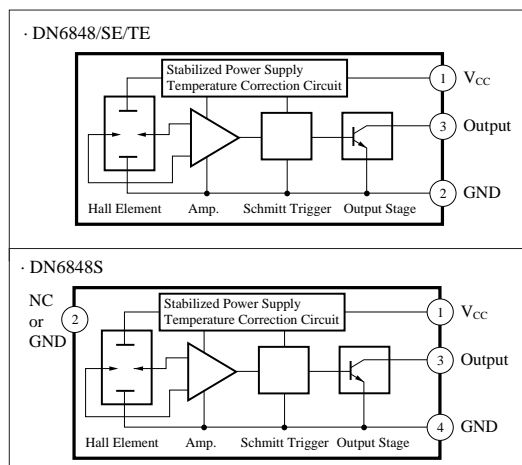 · DN6848/SE/TE
Stabilized Power Supply
Temperature Correction Circuit
1 VCC
3 Output
2 GND
Hall Element Amp. Schmitt Trigger Output Stage
· DN6848S
NC
or
GND
2
Stabilized Power Supply
Temperature Correction Circuit
1 VCC
3 Output
4 GND
Hall Element Amp. Schmitt Trigger Output Stage